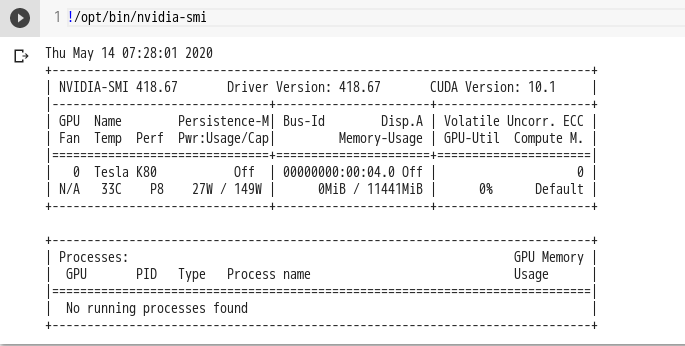 1 !/opt/bin/nvidia-smi
Thu May 14 07:28:01 2020
+-----------------------------------------------------------------------------+
| NVIDIA-SMI 418.67       Driver Version: 418.67       CUDA Version: 10.1     |
|-------------------------------+----------------------+----------------------+
| GPU  Name        Persistence-M| Bus-Id        Disp.A | Volatile Uncorr. ECC |
| Fan  Temp  Perf  Pwr:Usage/Cap|         Memory-Usage | GPU-Util  Compute M. |
|===============================+======================+======================|
|   0  Tesla K80           Off  | 00000000:00:04.0 Off |                    0 |
| N/A   33C    P8    27W / 149W |      0MiB / 11441MiB |      0%      Default |
+-------------------------------+----------------------+----------------------+
+-----------------------------------------------------------------------------+
| Processes:                                                       GPU Memory |
|  GPU       PID   Type   Process name                             Usage      |
|=============================================================================|
|  No running processes found                                                 |
+-----------------------------------------------------------------------------+